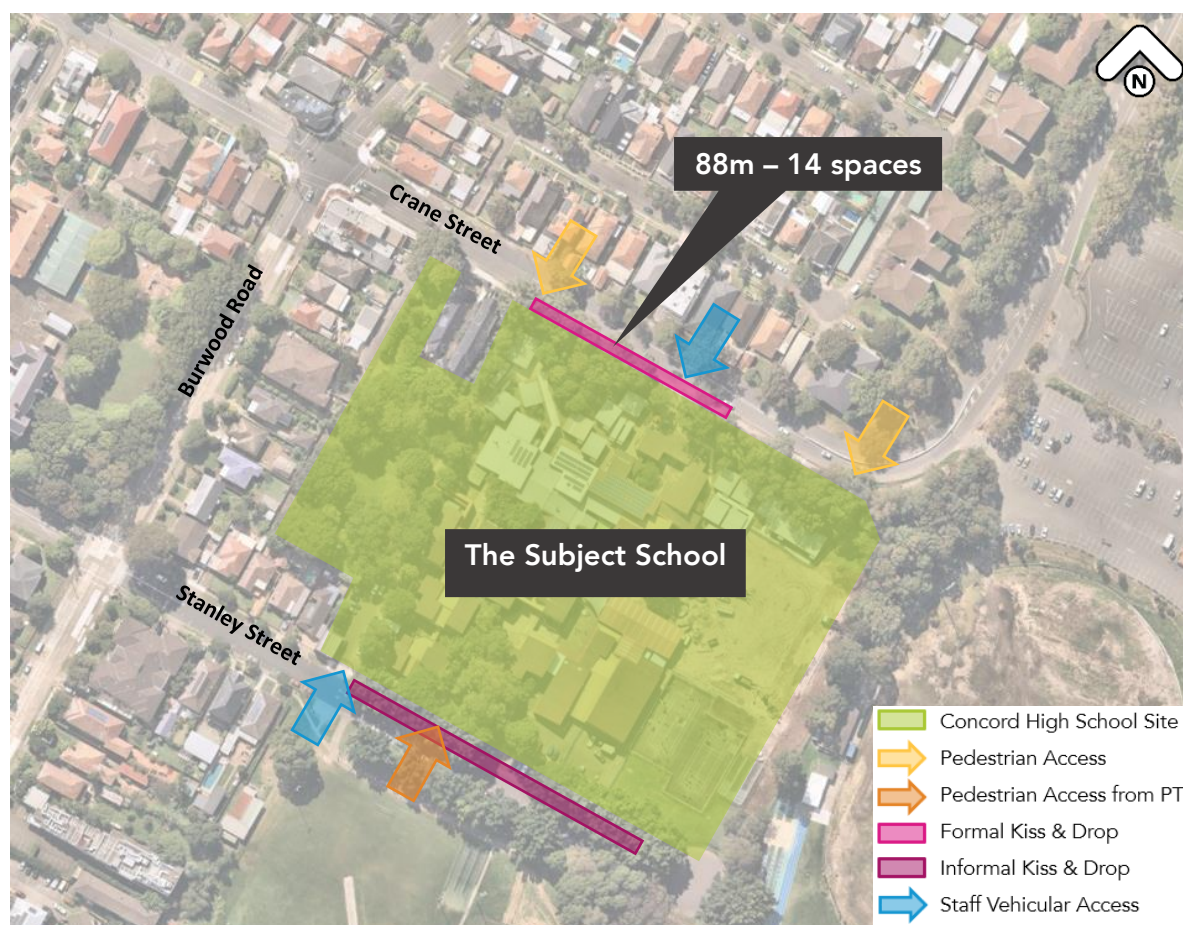 N
88m – 14 spaces
Crane Street
Burwood Road
The Subject School
Stanley Street
Concord High School Site
Pedestrian Access
Pedestrian Access from PT
Formal Kiss & Drop
Informal Kiss & Drop
Staff Vehicular Access